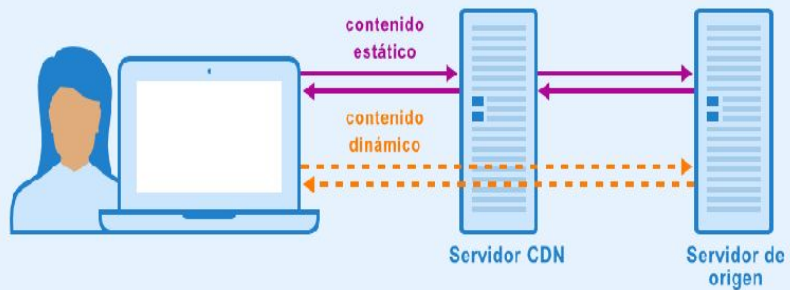 contenido
estático
contenido
dinámico
Servidor CDN
Servidor de
origen